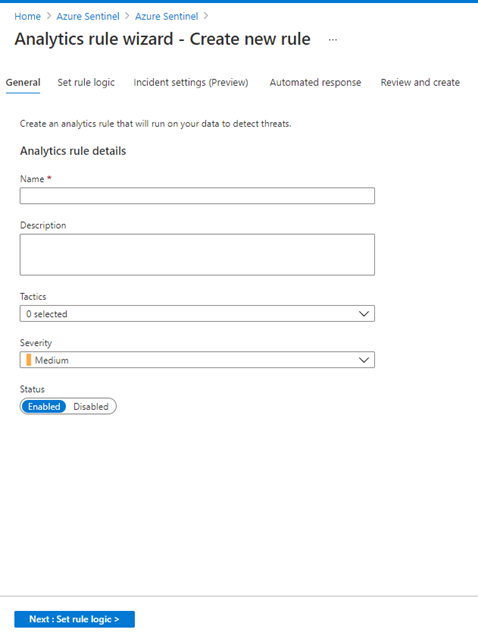 Home > Azure Sentinel > Azure Sentinel >
Analytics rule wizard - Create new rule ...
General Set rule logic Incident settings (Preview) Automated response Review and create
Create an analytics rule that will run on your data to detect threats.
Analytics rule details
Name *
Description
Tactics
0 selected
Severity
Medium
Status
Enabled Disabled
Next : Set rule logic >